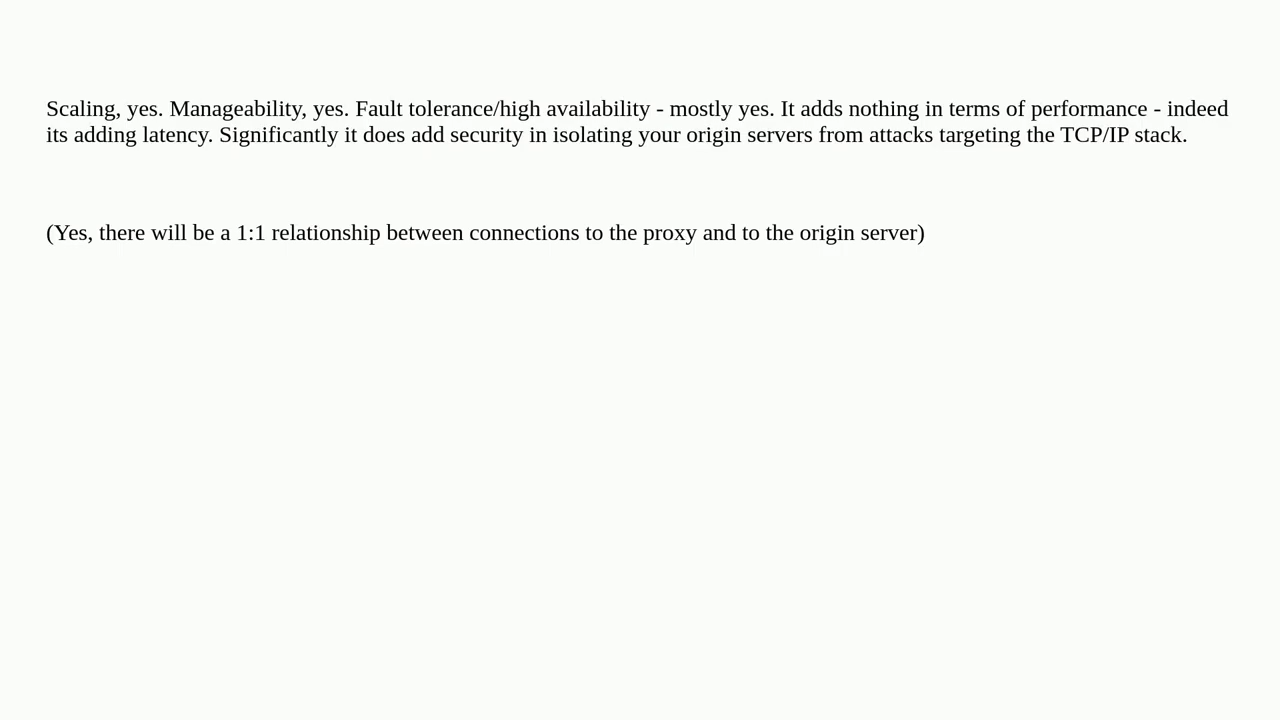 Scaling, yes. Manageability, yes. Fault tolerance/high availability - mostly yes. It adds nothing in terms of performance - indeed
its adding latency. Significantly it does add security in isolating your origin servers from attacks targeting the TCP/IP stack.
(Yes, there will be a 1:1 relationship between connections to the proxy and to the origin server)